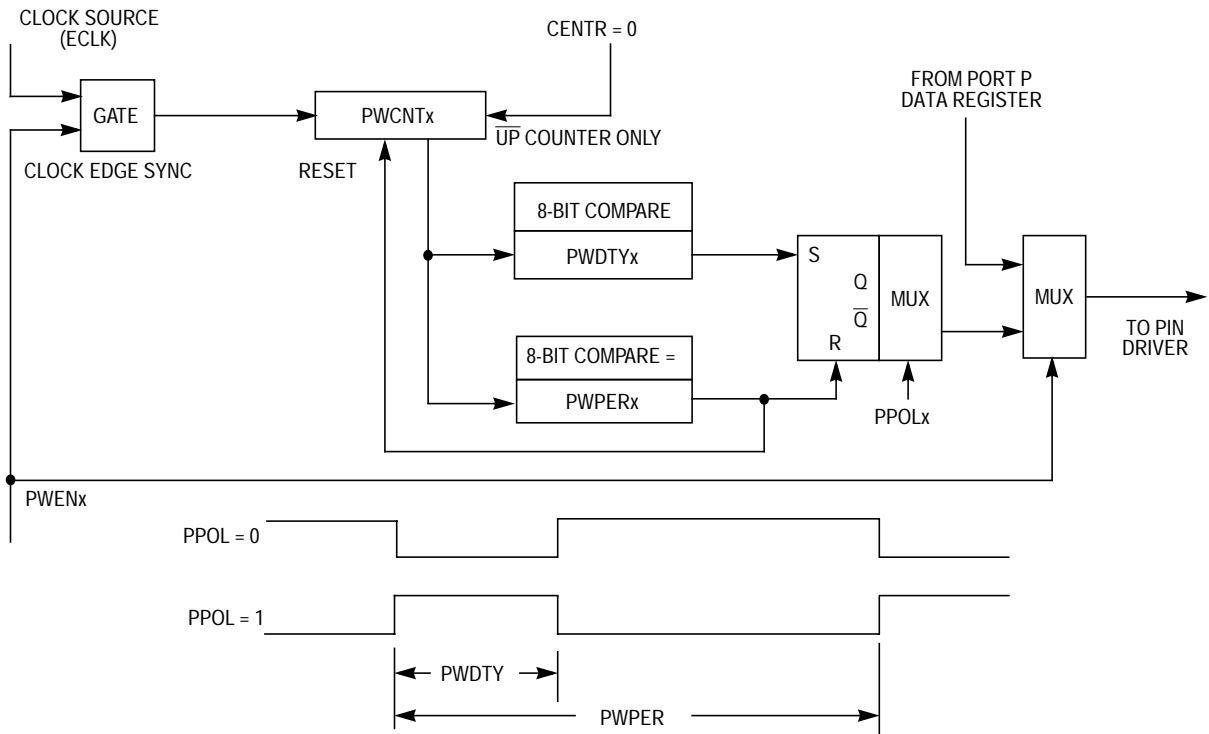 CLOCK SOURCE
(ECLK)
CENTR = 0
FROM PORT P
DATA REGISTER
GATE
PWCNTx
UP COUNTER ONLY
CLOCK EDGE SYNC
RESET
8-BIT COMPARE
PWDTYx
S
Q
Q
R
MUX
MUX
TO PIN
DRIVER
8-BIT COMPARE =
PWPERx
PPOLx
PWENx
PPOL = 0
PPOL = 1
PWDTY
PWPER